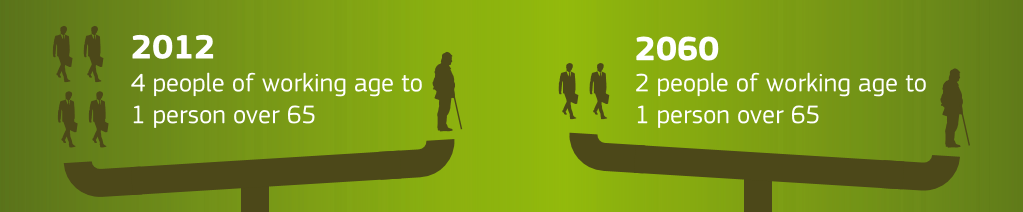 2012
4 people of working age to
1 person over 65
2060
2 people of working age to
1 person over 65